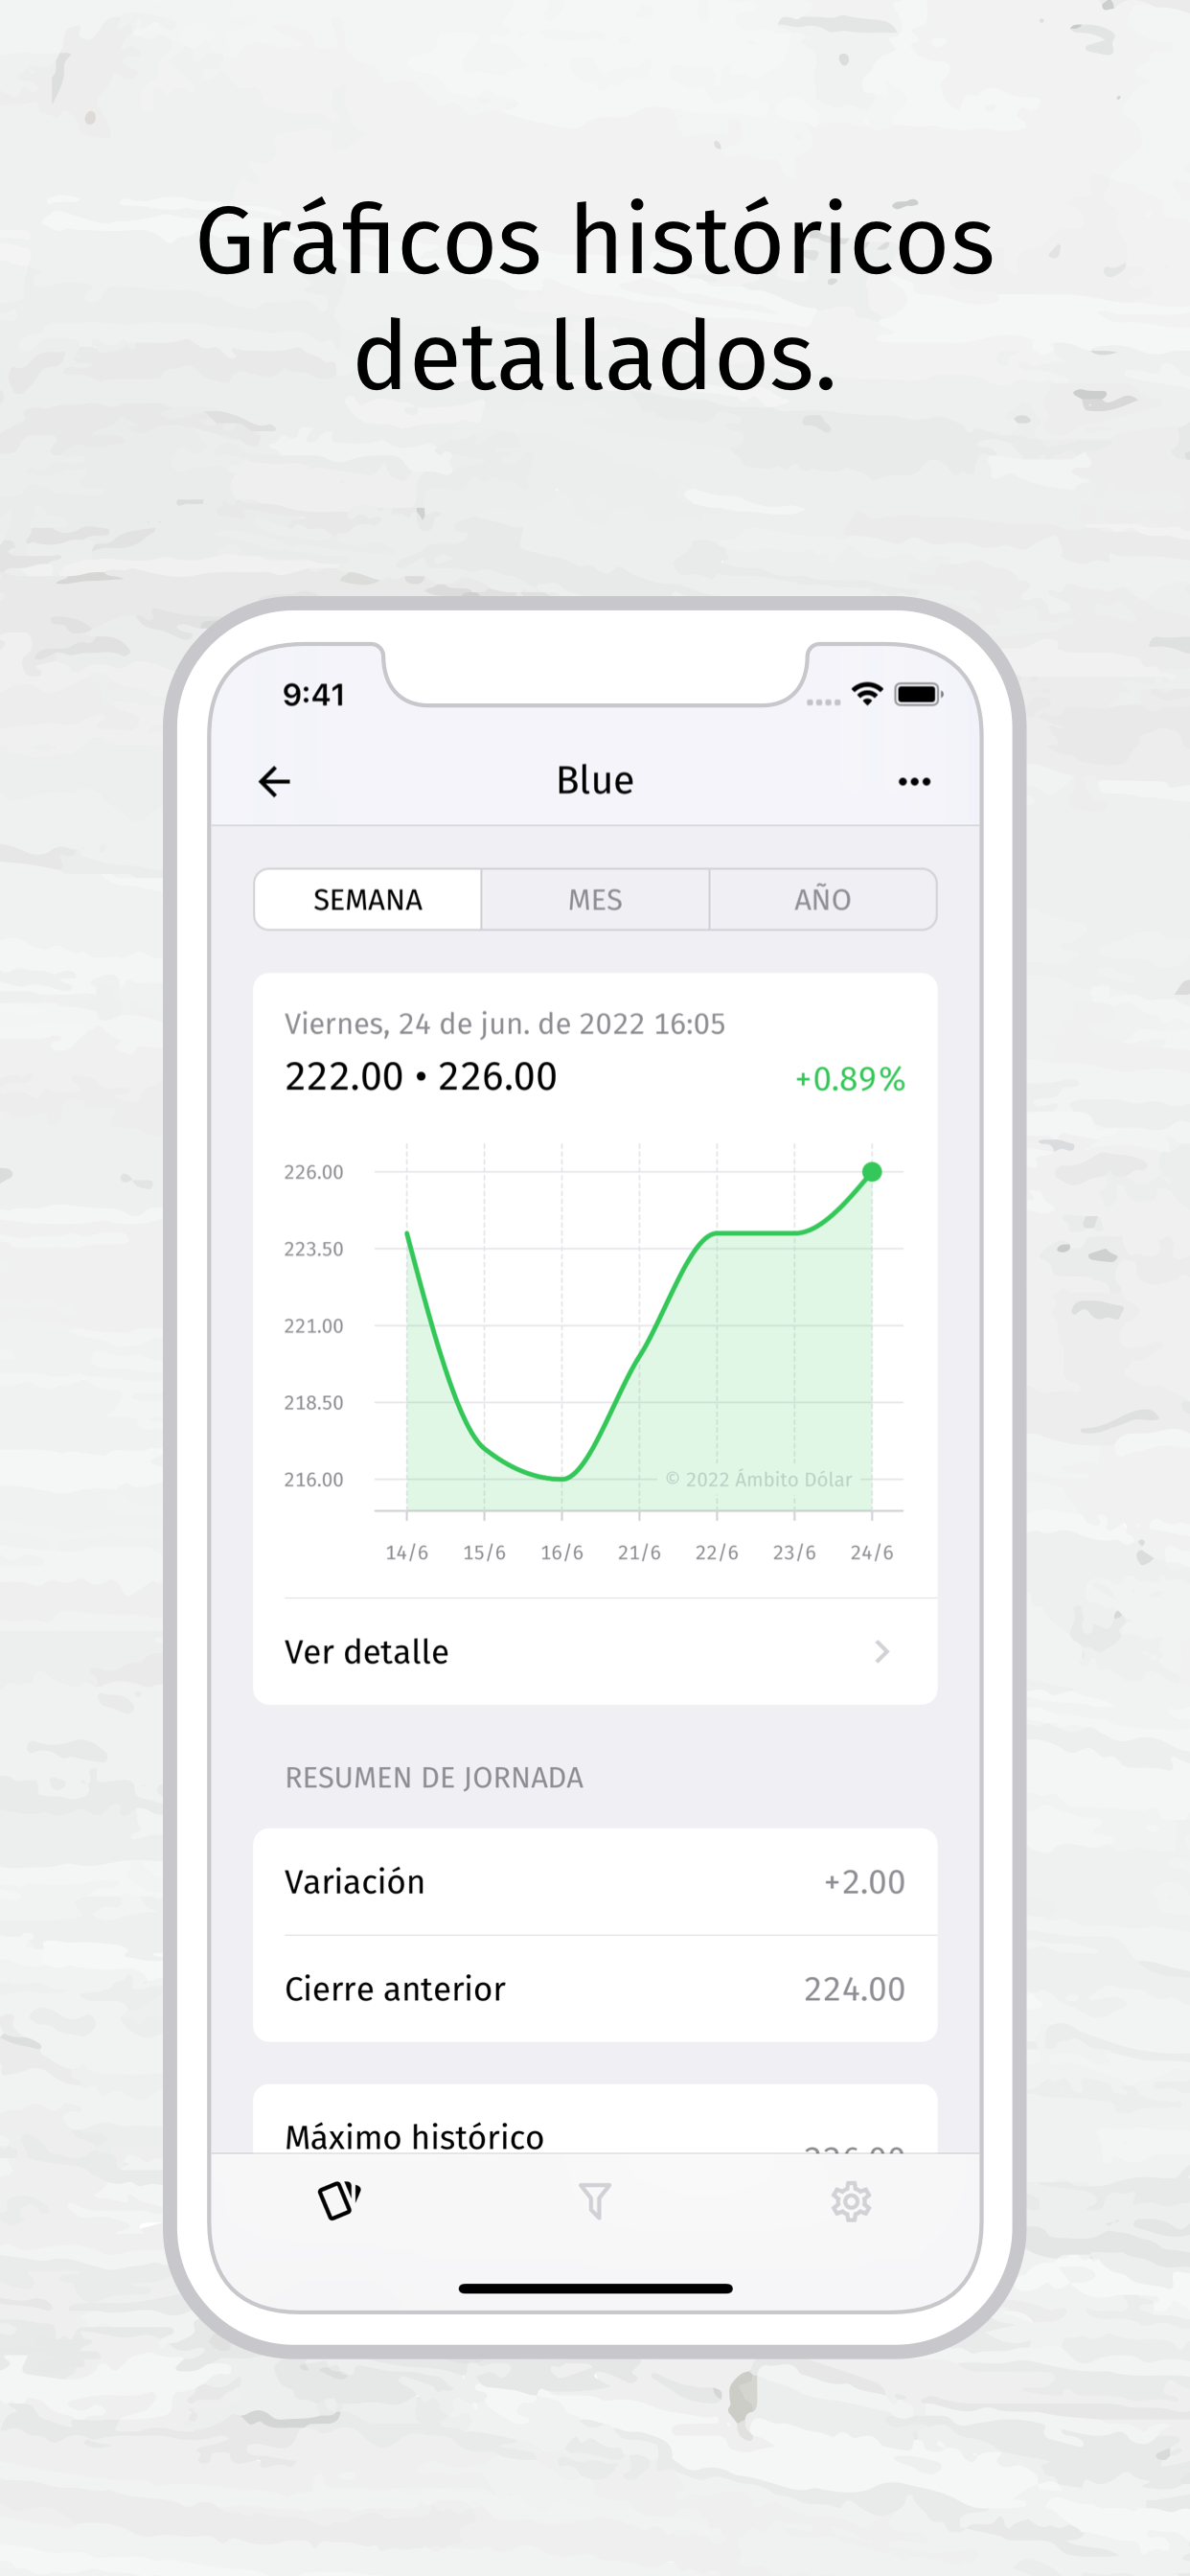 Gráficos históricos
detallados.
9:41
Blue
SEMANA MES AÑO
Viernes, 24 de jun. de 2022 16:05
222.00 • 226.00 +0.89%
226.00
223.50
221.00
218.50
216.00
© 2022 Ámbito Dólar
14/6 15/6 16/6 21/6 22/6 23/6 24/6
Ver detalle
RESUMEN DE JORNADA
Variación +2.00
Cierre anterior 224.00
Máximo histórico